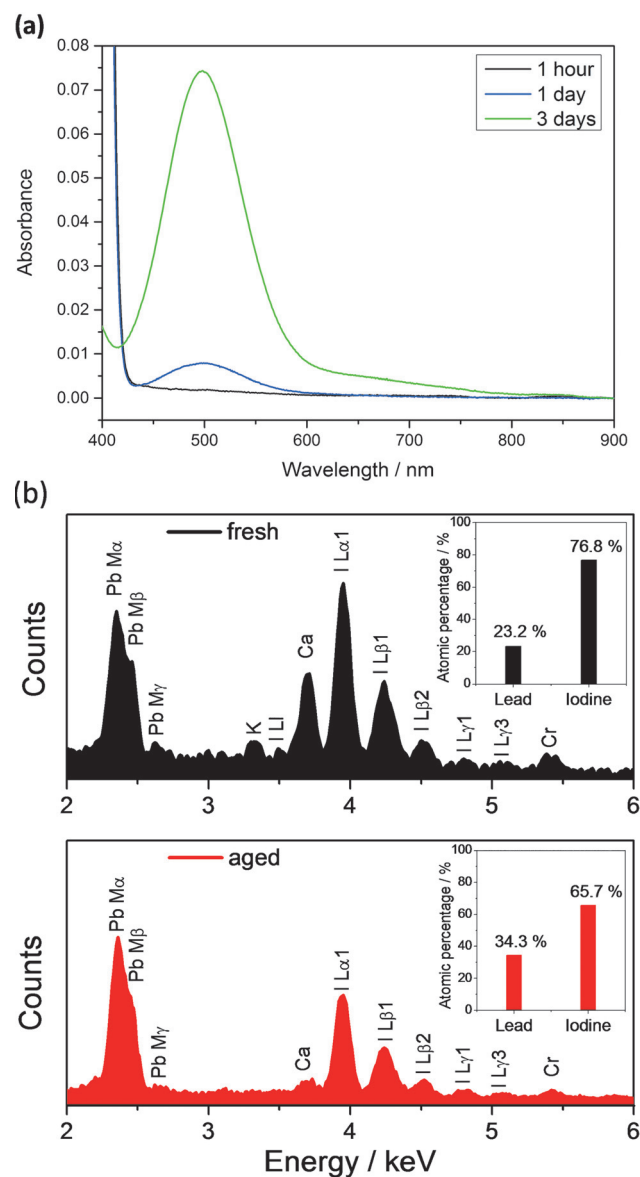 (a)
0.08
0.07
0.06
0.05
0.04
0.03
0.02
0.01
0.00
Absorbance
1 hour
1 day
3 days
400 500 600 700 800 900
Wavelength / nm
(b)
fresh
Counts
Pb Mα
Pb Mβ
Pb Mγ
K
I Ll
Ca
I Lα1
I Lβ1
I Lβ2
I Lγ1
I Lγ3
Cr
Atomic percentage / %
100
80
60
40
20
0
23.2 %
76.8 %
Lead Iodine
2 3 4 5 6
aged
Counts
Pb Mα
Pb Mβ
Pb Mγ
Ca
I Lα1
I Lβ1
I Lβ2
I Lγ1
I Lγ3
Cr
Atomic percentage / %
100
80
60
40
20
0
34.3 %
65.7 %
Lead Iodine
2 3 4 5 6
Energy / keV